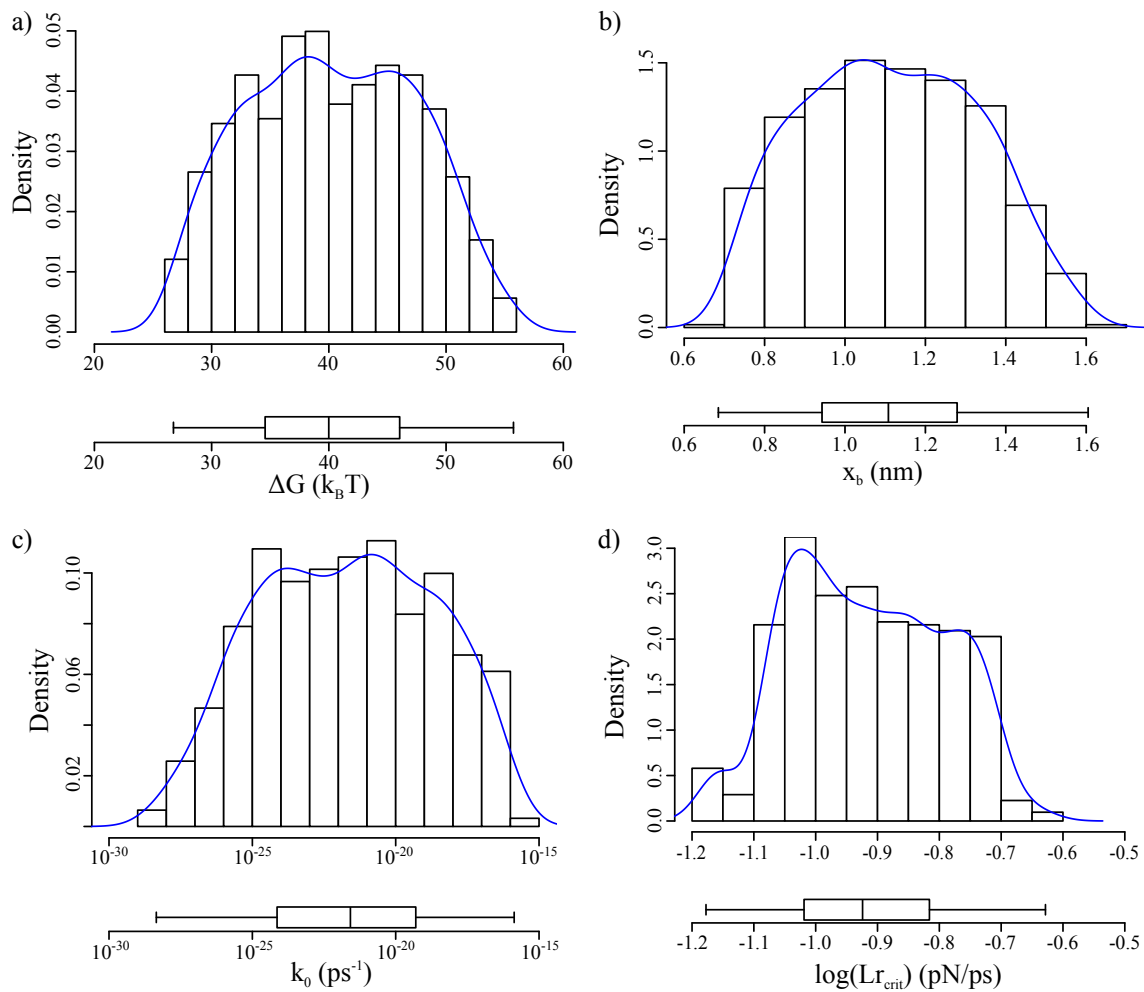 a)
Density
0.00 0.01 0.02 0.03 0.04 0.05
20 30 40 50 60
20 30 40 50 60
ΔG (k_BT)
b)
Density
0.0 0.5 1.0 1.5
0.6 0.8 1.0 1.2 1.4 1.6
0.6 0.8 1.0 1.2 1.4 1.6
x_b (nm)
c)
Density
0.02 0.06 0.10
10^-30 10^-25 10^-20 10^-15
10^-30 10^-25 10^-20 10^-15
k_0 (ps^-1)
d)
Density
0.0 0.5 1.0 1.5 2.0 2.5 3.0
-1.2 -1.1 -1.0 -0.9 -0.8 -0.7 -0.6 -0.5
-1.2 -1.1 -1.0 -0.9 -0.8 -0.7 -0.6 -0.5
log(Lr_crit) (pN/ps)